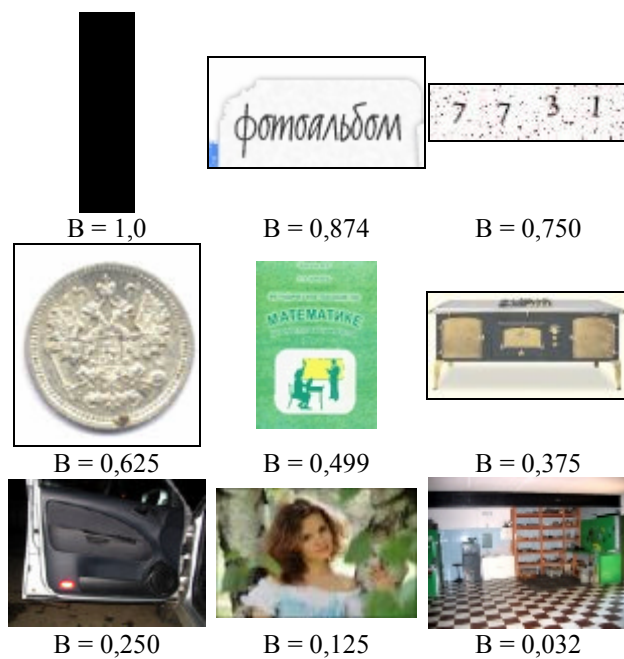 фотоальбом
7 7 3 1
B = 1,0
B = 0,874
B = 0,750
МАТЕМАТИКЕ
B = 0,625
B = 0,499
B = 0,375
B = 0,250
B = 0,125
B = 0,032